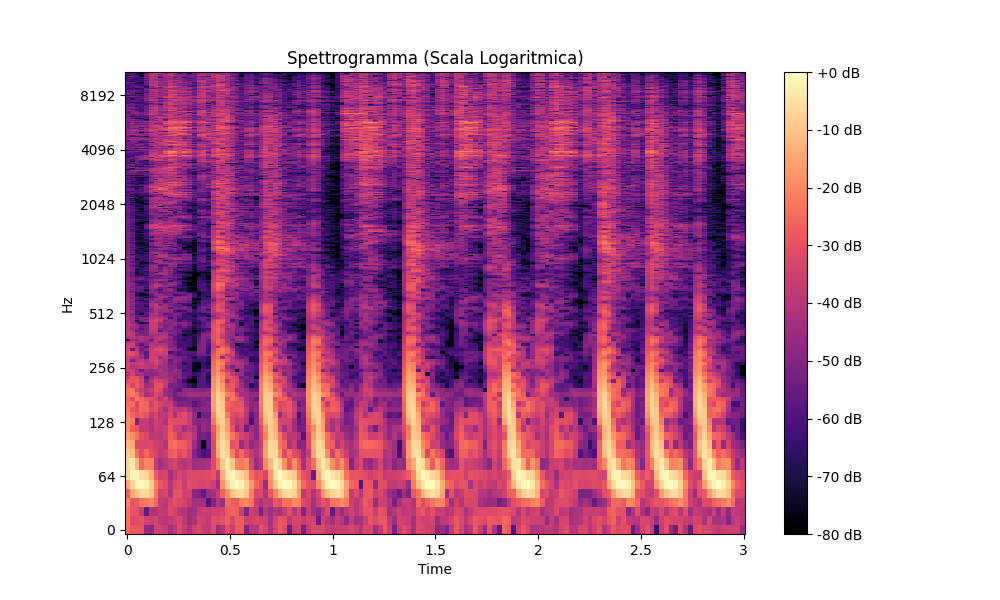 Spettrogramma (Scala Logaritmica)
Hz
8192
4096
2048
1024
512
256
128
64
0
0 0.5 1 1.5 2 2.5 3
Time
+0 dB
-10 dB
-20 dB
-30 dB
-40 dB
-50 dB
-60 dB
-70 dB
-80 dB